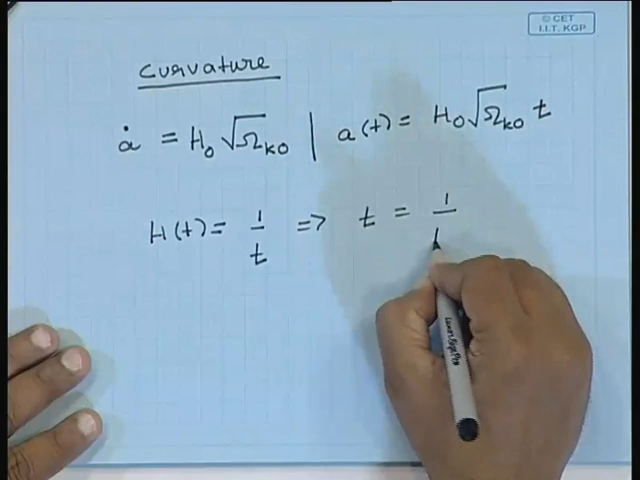 © CET
I.I.T. KGP
Curvature
ȧ = H₀ √Ω_K0 | a(t) = H₀ √Ω_K0 t
H(t) = 1/t ⇒ t = 1/